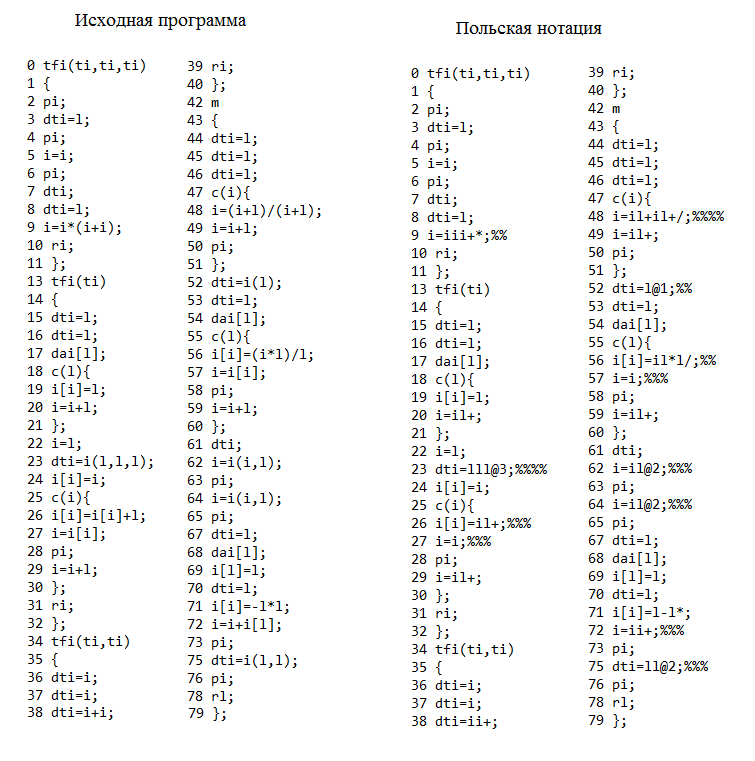 Исходная программа
0 tfi(ti,ti,ti)
1 {
2 pi;
3 dti=l;
4 pi;
5 i=i;
6 pi;
7 dti;
8 dti=l;
9 i=i*(i+i);
10 ri;
11 };
13 tfi(ti)
14 {
15 dti=l;
16 dti=l;
17 dai[l];
18 c(l){
19 i[i]=l;
20 i=i+l;
21 };
22 i=l;
23 dti=i(l,l,l);
24 i[i]=i;
25 c(i){
26 i[i]=i[i]+l;
27 i=i[i];
28 pi;
29 i=i+l;
30 };
31 ri;
32 };
34 tfi(ti,ti)
35 {
36 dti=i;
37 dti=i;
38 dti=i+i;
39 ri;
40 };
42 m
43 {
44 dti=l;
45 dti=l;
46 dti=l;
47 c(i){
48 i=(i+l)/(i+l);
49 i=i+l;
50 pi;
51 };
52 dti=i(l);
53 dti=l;
54 dai[l];
55 c(l){
56 i[i]=(i*l)/l;
57 i=i[i];
58 pi;
59 i=i+l;
60 };
61 dti;
62 i=i(i,l);
63 pi;
64 i=i(i,l);
65 pi;
67 dti=l;
68 dai[l];
69 i[l]=l;
70 dti=l;
71 i[i]=-l*l;
72 i=i+i[l];
73 pi;
75 dti=i(l,l);
76 pi;
78 rl;
79 };
Польская нотация
0 tfi(ti,ti,ti)
1 {
2 pi;
3 dti=l;
4 pi;
5 i=i;
6 pi;
7 dti;
8 dti=l;
9 i=iii+*;%%
10 ri;
11 };
13 tfi(ti)
14 {
15 dti=l;
16 dti=l;
17 dai[l];
18 c(l){
19 i[i]=l;
20 i=il+;
21 };
22 i=l;
23 dti=lll@3;%%%%
24 i[i]=i;
25 c(i){
26 i[i]=il+;%%%
27 i=i;%%%
28 pi;
29 i=il+;
30 };
31 ri;
32 };
34 tfi(ti,ti)
35 {
36 dti=i;
37 dti=i;
38 dti=ii+;
39 ri;
40 };
42 m
43 {
44 dti=l;
45 dti=l;
46 dti=l;
47 c(i){
48 i=il+il+/;%%%%
49 i=il+;
50 pi;
51 };
52 dti=l@1;%%
53 dti=l;
54 dai[l];
55 c(l){
56 i[i]=il*l/;%%
57 i=i;%%%
58 pi;
59 i=il+;
60 };
61 dti;
62 i=il@2;%%%
63 pi;
64 i=il@2;%%%
65 pi;
67 dti=l;
68 dai[l];
69 i[l]=l;
70 dti=l;
71 i[i]=l-l*;
72 i=ii+;%%%
73 pi;
75 dti=ll@2;%%%
76 pi;
78 rl;
79 };